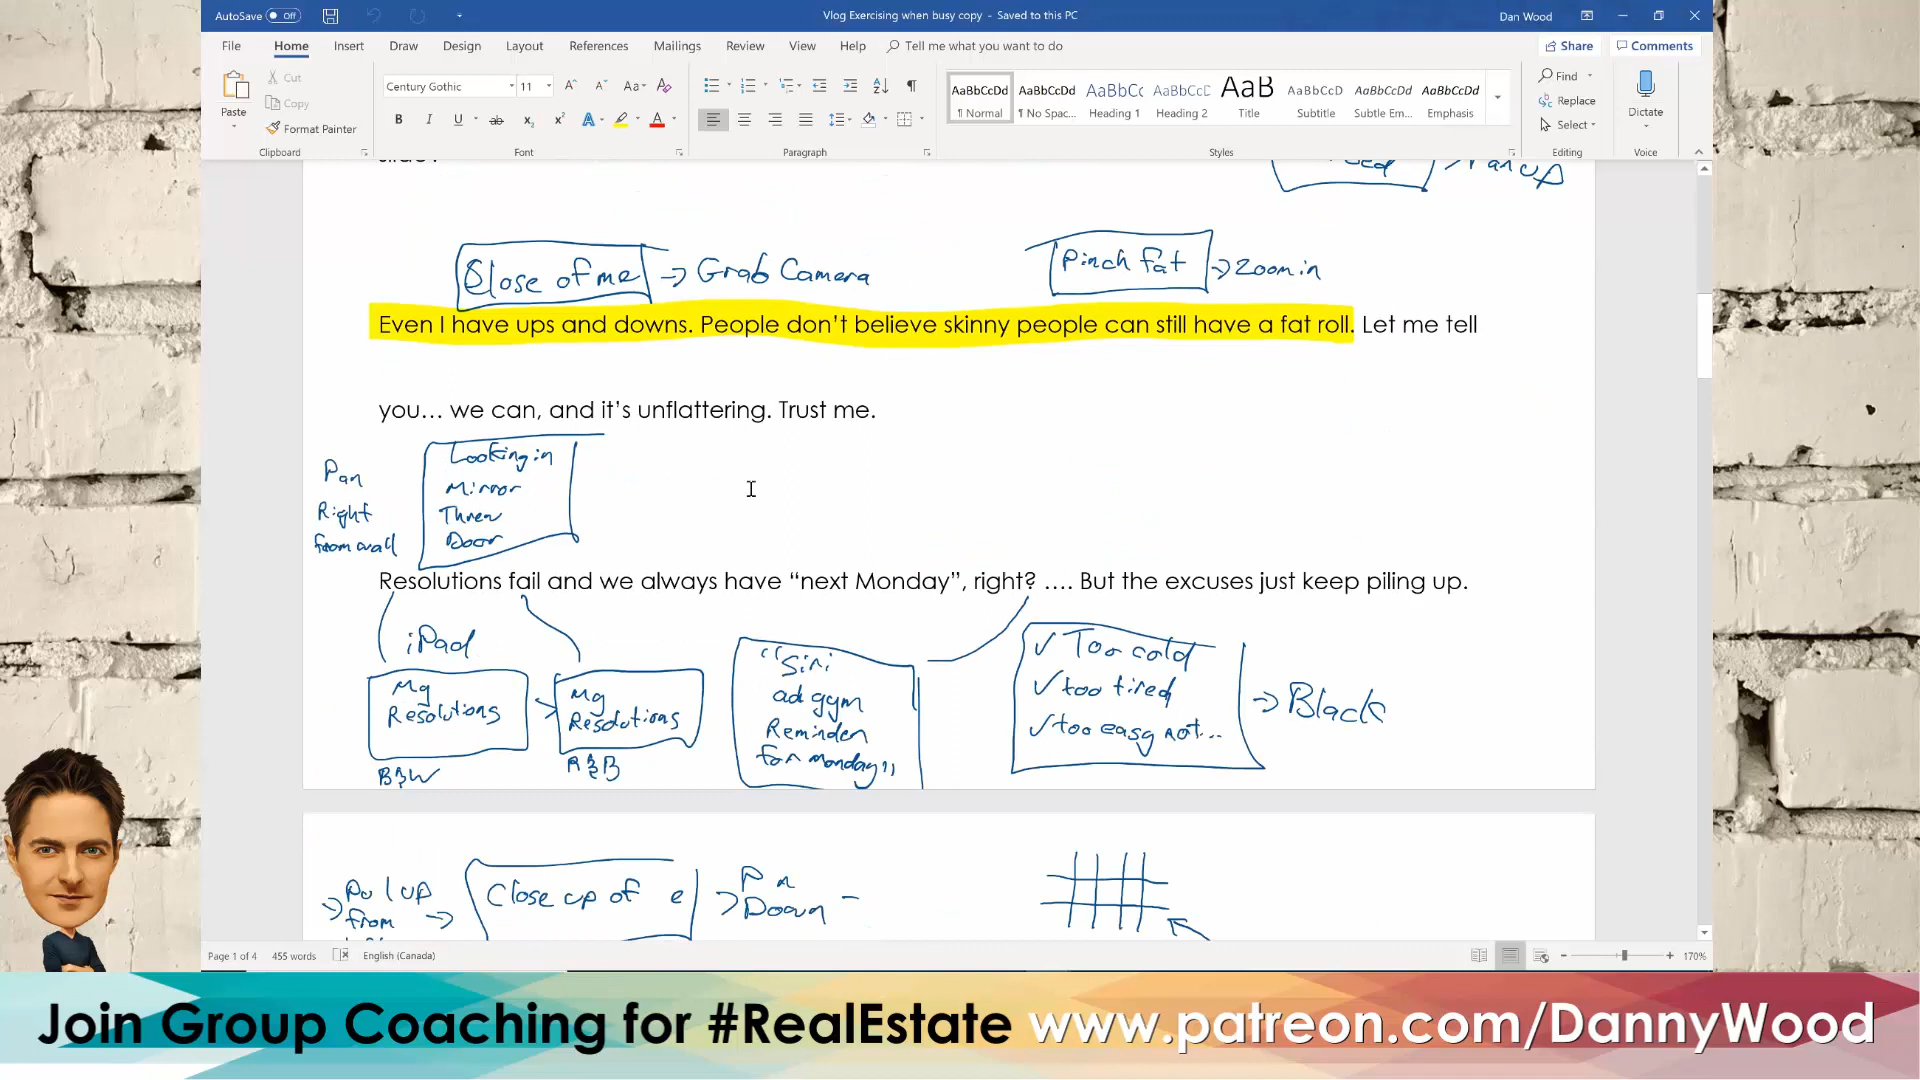 AutoSave Off
Vlog Exercising when busy copy - Saved to this PC
Dan Wood
File Home Insert Draw Design Layout References Mailings Review View Help Tell me what you want to do
Share Comments
Paste
Cut
Copy
Format Painter
Century Gothic 11
AaBbCcDd AaBbCcDd AaBbCc AaBbCcD AaB AaBbCcD AaBbCcDd AaBbCcDd
¶ Normal ¶ No Spac... Heading 1 Heading 2 Title Subtitle Subtle Em... Emphasis
Find
Replace
Select
Dictate
Clipboard Font Paragraph Styles Editing Voice
Close of me → Grab Camera
Pinch fat → Zoom in
Even I have ups and downs. People don’t believe skinny people can still have a fat roll. Let me tell
you… we can, and it’s unflattering. Trust me.
Pan
Right
from wall
Looking in
Mirror
Threw
Door
Resolutions fail and we always have “next Monday”, right? …. But the excuses just keep piling up.
iPad
My
Resolutions
B&W
My
Resolutions
"Siri
ad gym
Reminder
for monday"
✓ Too cold
✓ too tired
✓ too easy not...
→ Black
from
Close up of e
Down
Page 1 of 4 455 words English (Canada) 170%
Join Group Coaching for #RealEstate www.patreon.com/DannyWood